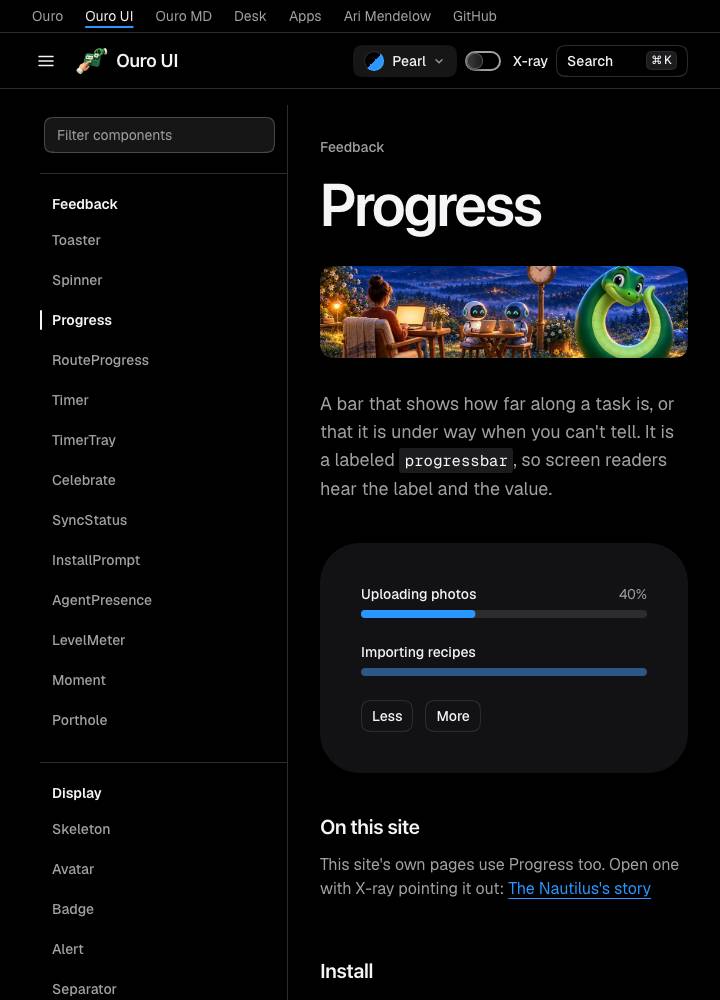 Ouro
Ouro UI
Ouro MD
Desk
Apps
Ari Mendelow
GitHub
Ouro UI
Pearl
X-ray
Search
⌘ K
Filter components
Feedback
Toaster
Spinner
Progress
RouteProgress
Timer
TimerTray
Celebrate
SyncStatus
InstallPrompt
AgentPresence
LevelMeter
Moment
Porthole
Display
Skeleton
Avatar
Badge
Alert
Separator
Feedback
Progress
A bar that shows how far along a task is, or
that it is under way when you can't tell. It is
a labeled progressbar, so screen readers
hear the label and the value.
Uploading photos 40%
Importing recipes
Less
More
On this site
This site's own pages use Progress too. Open one
with X-ray pointing it out: The Nautilus's story
Install